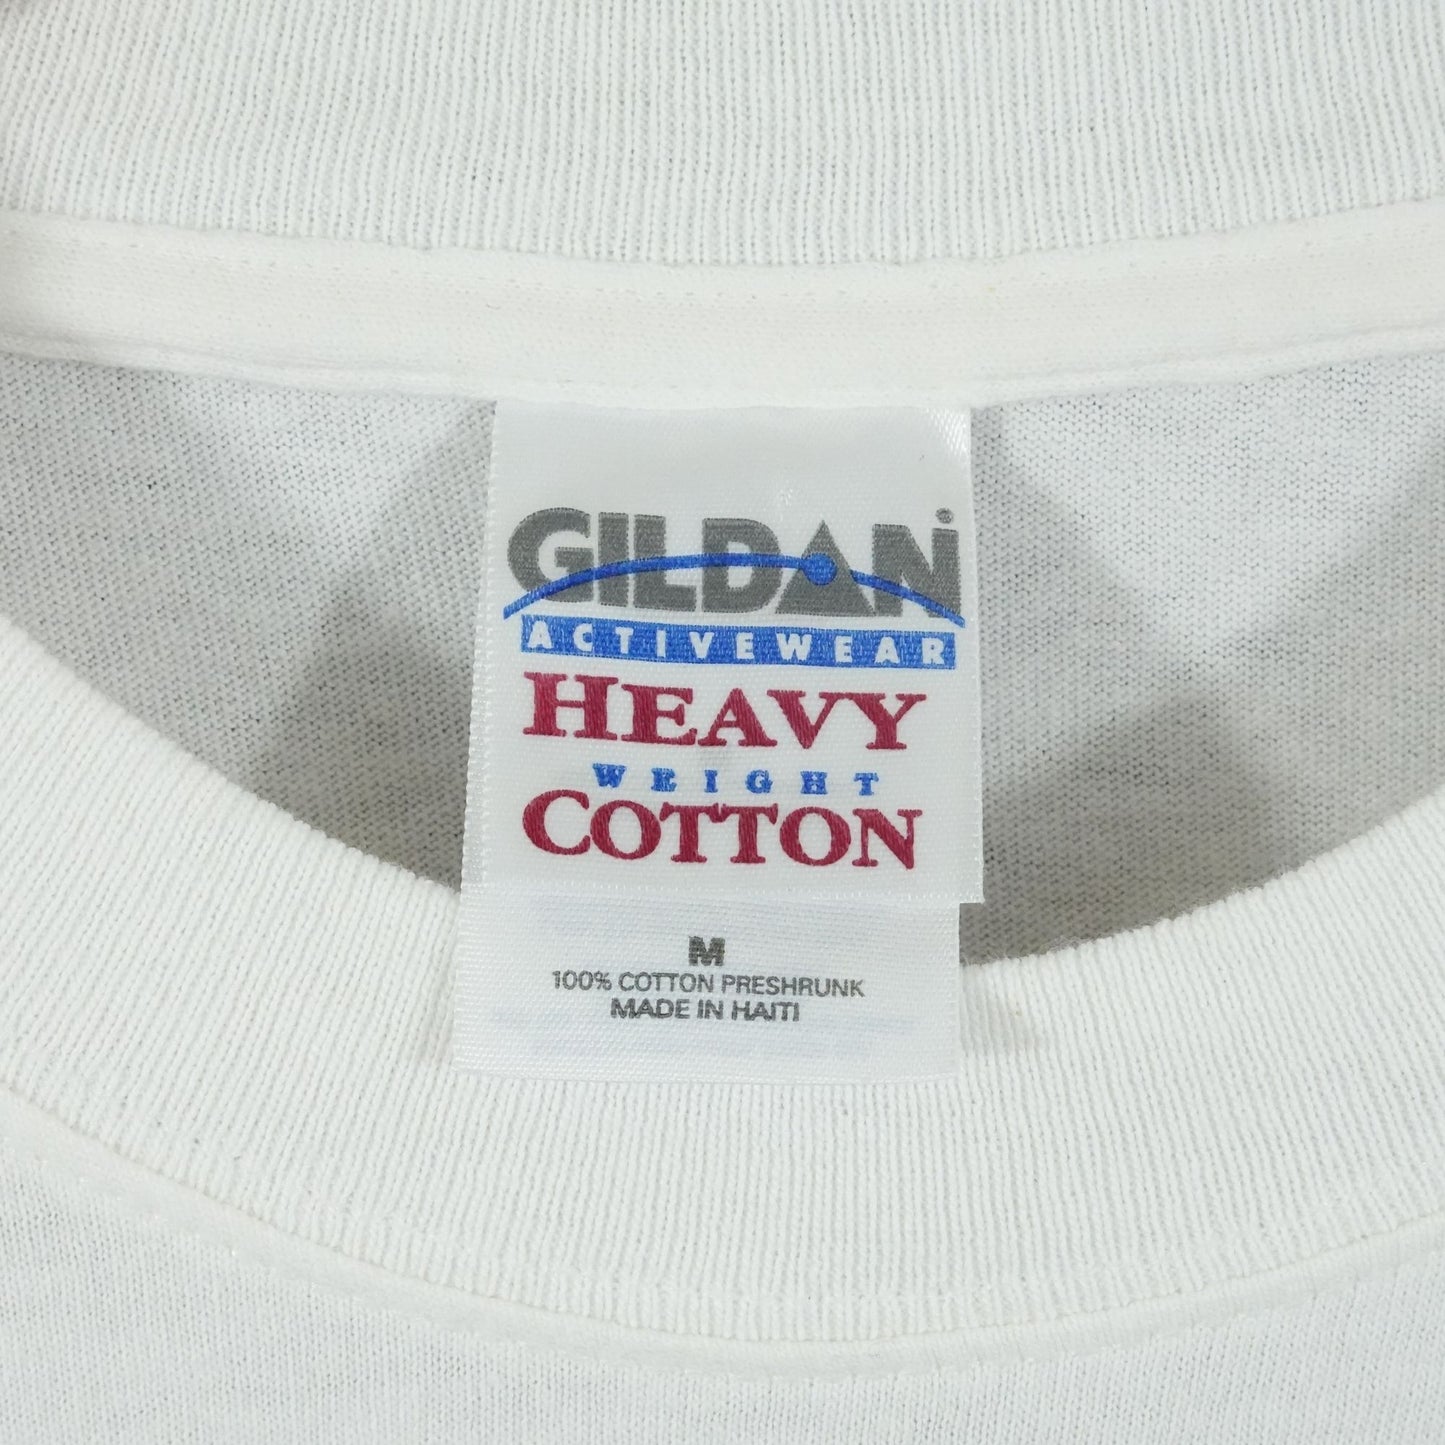 GILDAN
ACTIVEWEAR
HEAVY
WEIGHT
COTTON
M
100% COTTON PRESHRUNK
MADE IN HAITI